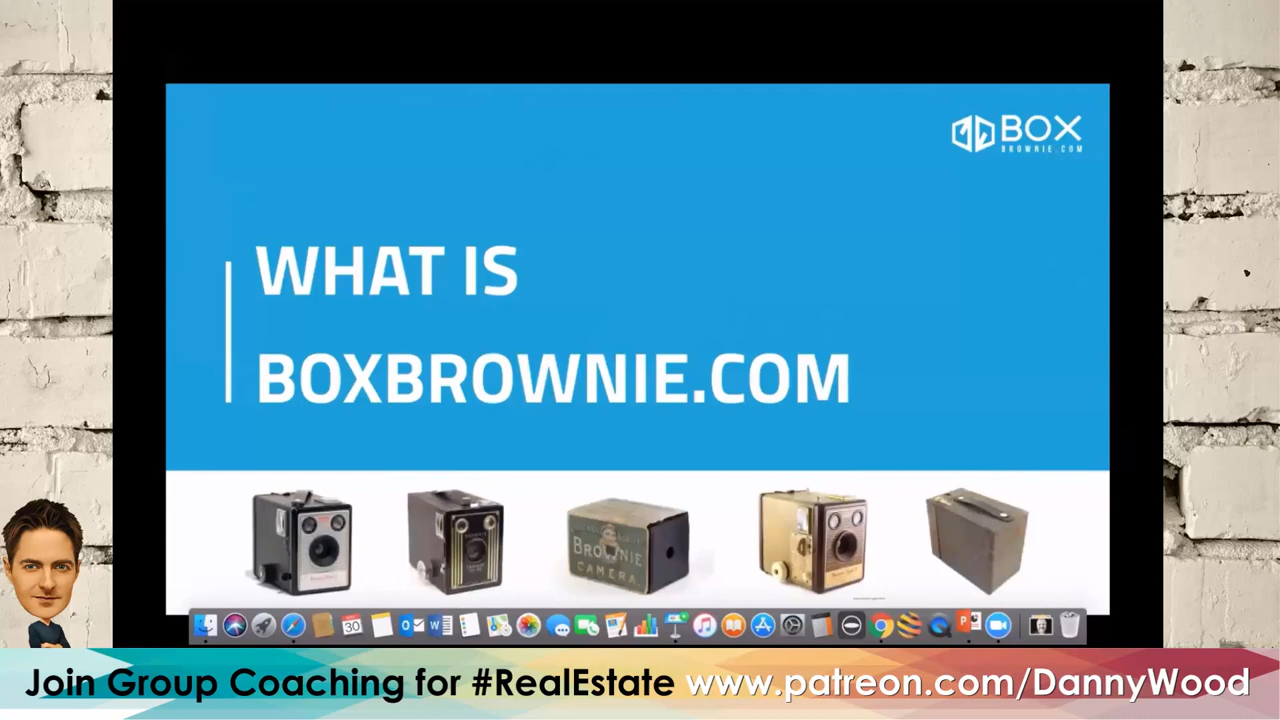 BOX
BROWNIE.COM
WHAT IS
BOXBROWNIE.COM
BROWNIE
CAMERA
30
Join Group Coaching for #RealEstate www.patreon.com/DannyWood